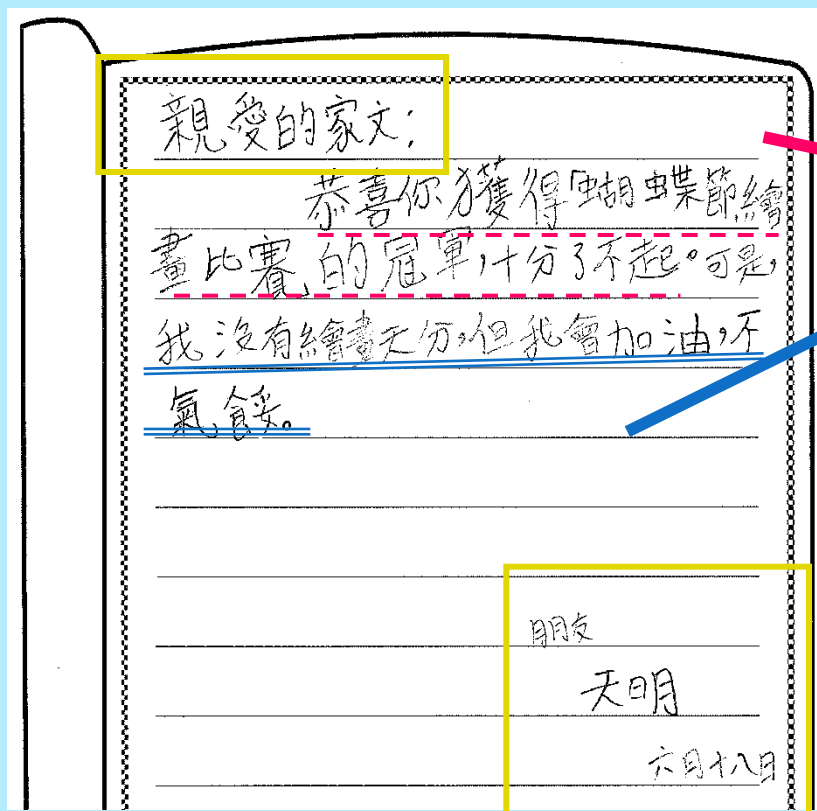 親愛的家文：
恭喜你獲得「蝴蝶節繪
畫比賽」的冠軍，十分了不起。可是，
我沒有繪畫天分，但我會加油，不
氣餒。
朋友
天明
六月十八日